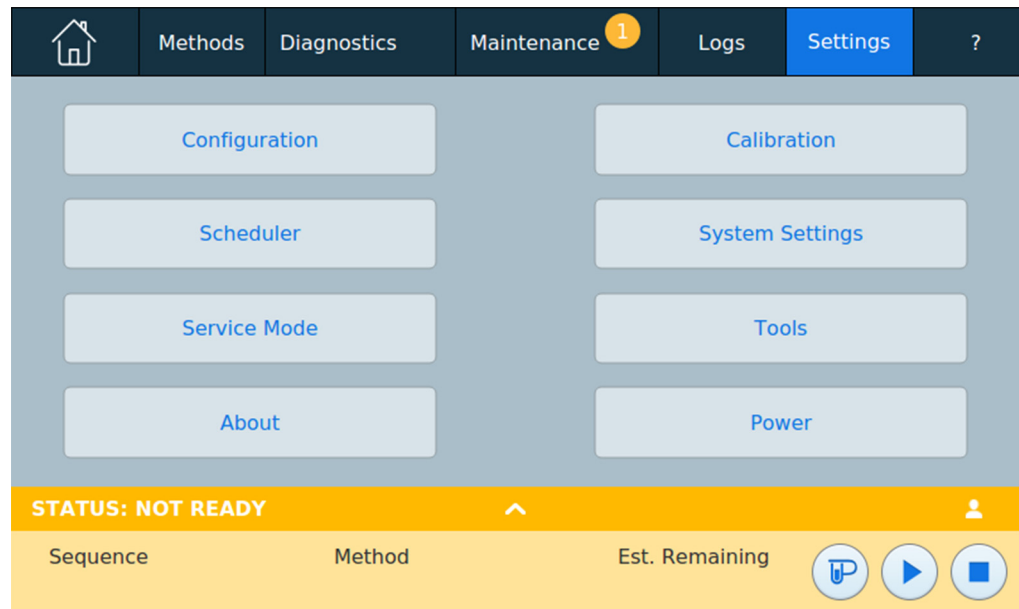 Methods Diagnostics Maintenance 1 Logs Settings ?
Configuration Calibration
Scheduler System Settings
Service Mode Tools
About Power
STATUS: NOT READY
Sequence Method Est. Remaining